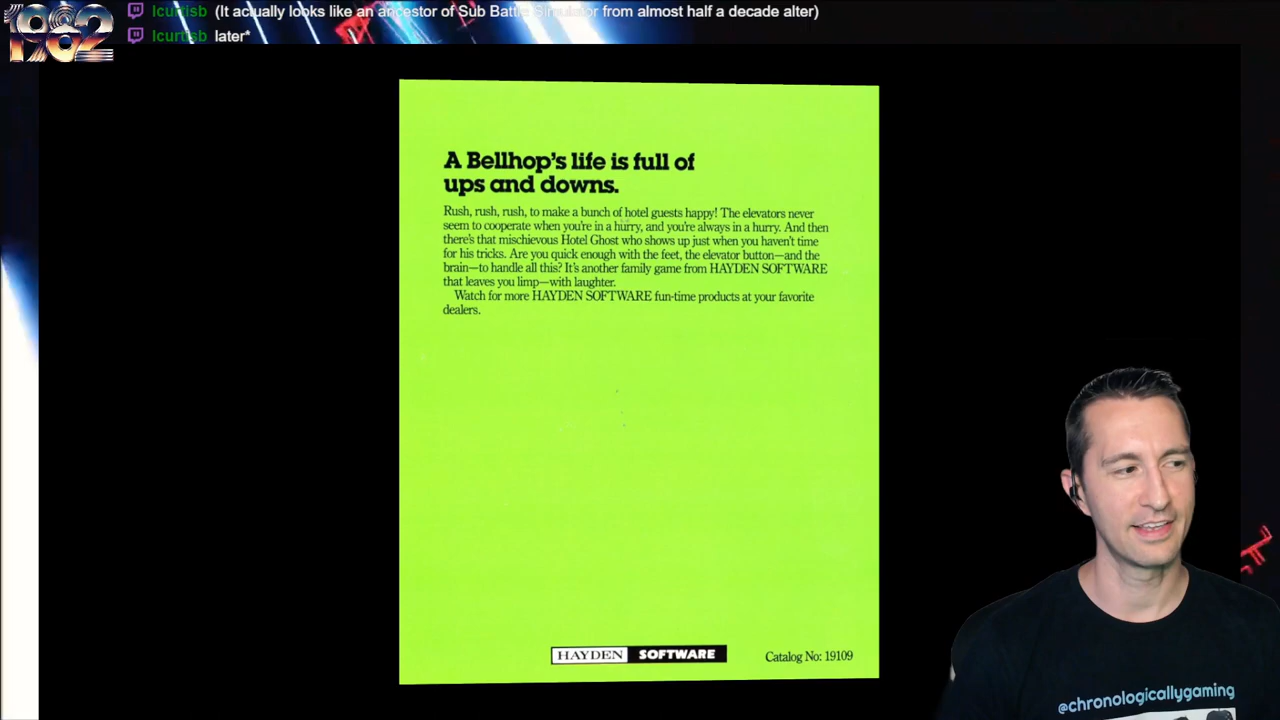 1982
lcurtisb (It actually looks like an ancestor of Sub Battle Simulator from almost half a decade alter)
lcurtisb later*
A Bellhop's life is full of
ups and downs.
Rush, rush, rush, to make a bunch of hotel guests happy! The elevators never
seem to cooperate when you're in a hurry, and you're always in a hurry. And then
there's that mischievous Hotel Ghost who shows up just when you haven't time
for his tricks. Are you quick enough with the feet, the elevator button—and the
brain—to handle all this? It's another family game from HAYDEN SOFTWARE
that leaves you limp—with laughter.
Watch for more HAYDEN SOFTWARE fun-time products at your favorite
dealers.
HAYDEN SOFTWARE
Catalog No: 19109
@chronologicallygaming